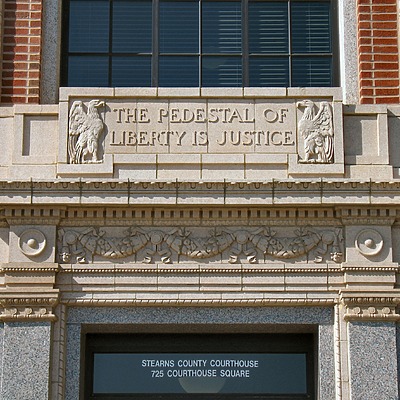 THE PEDESTAL OF
LIBERTY IS JUSTICE
STEARNS COUNTY COURTHOUSE
725 COURTHOUSE SQUARE